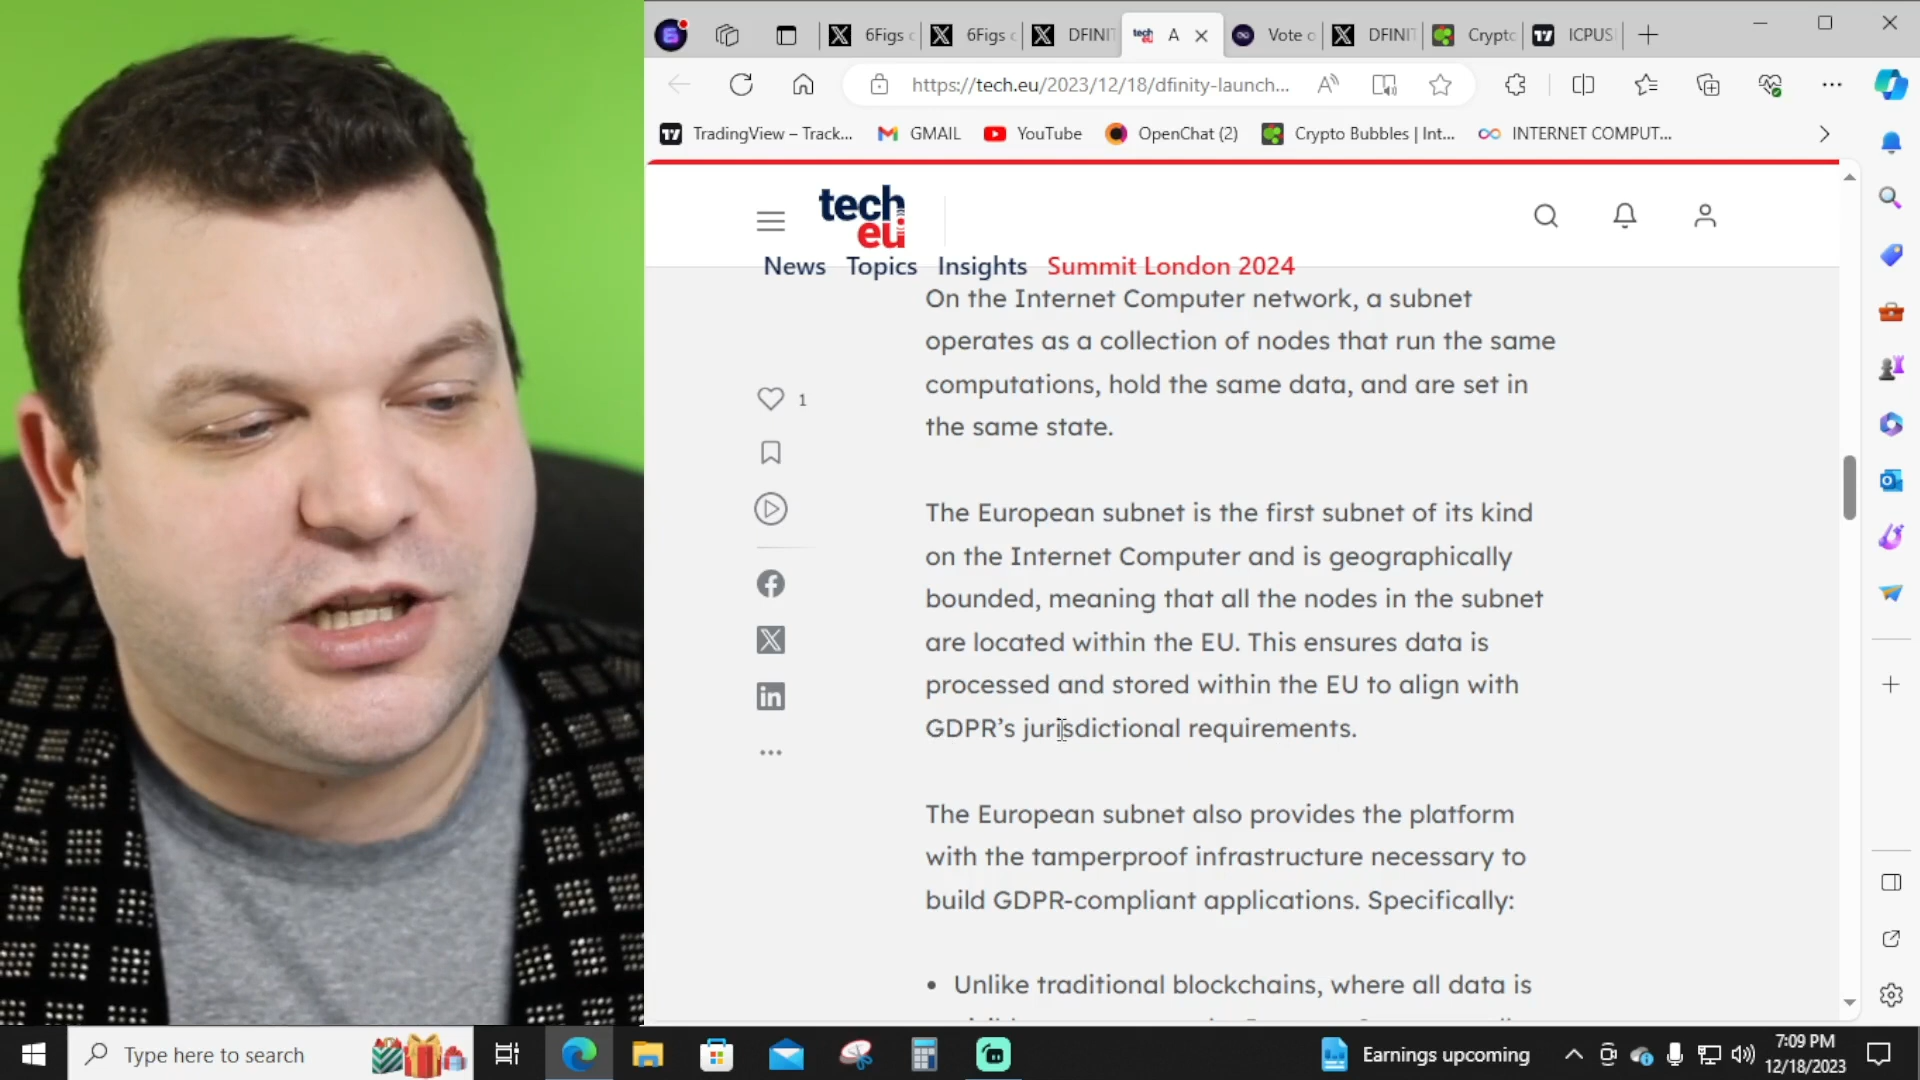 6Figs
6Figs
DFINIT
tech eu
A
Vote o
DFINIT
Crypto
ICPUS
https://tech.eu/2023/12/18/dfinity-launch...
TradingView – Track...
GMAIL
YouTube
OpenChat (2)
Crypto Bubbles | Int...
INTERNET COMPUT...
tech
eu
News Topics Insights Summit London 2024
On the Internet Computer network, a subnet
operates as a collection of nodes that run the same
computations, hold the same data, and are set in
the same state.
1
The European subnet is the first subnet of its kind
on the Internet Computer and is geographically
bounded, meaning that all the nodes in the subnet
are located within the EU. This ensures data is
processed and stored within the EU to align with
GDPR’s jurisdictional requirements.
The European subnet also provides the platform
with the tamperproof infrastructure necessary to
build GDPR-compliant applications. Specifically:
• Unlike traditional blockchains, where all data is
Type here to search
Earnings upcoming
7:09 PM
12/18/2023